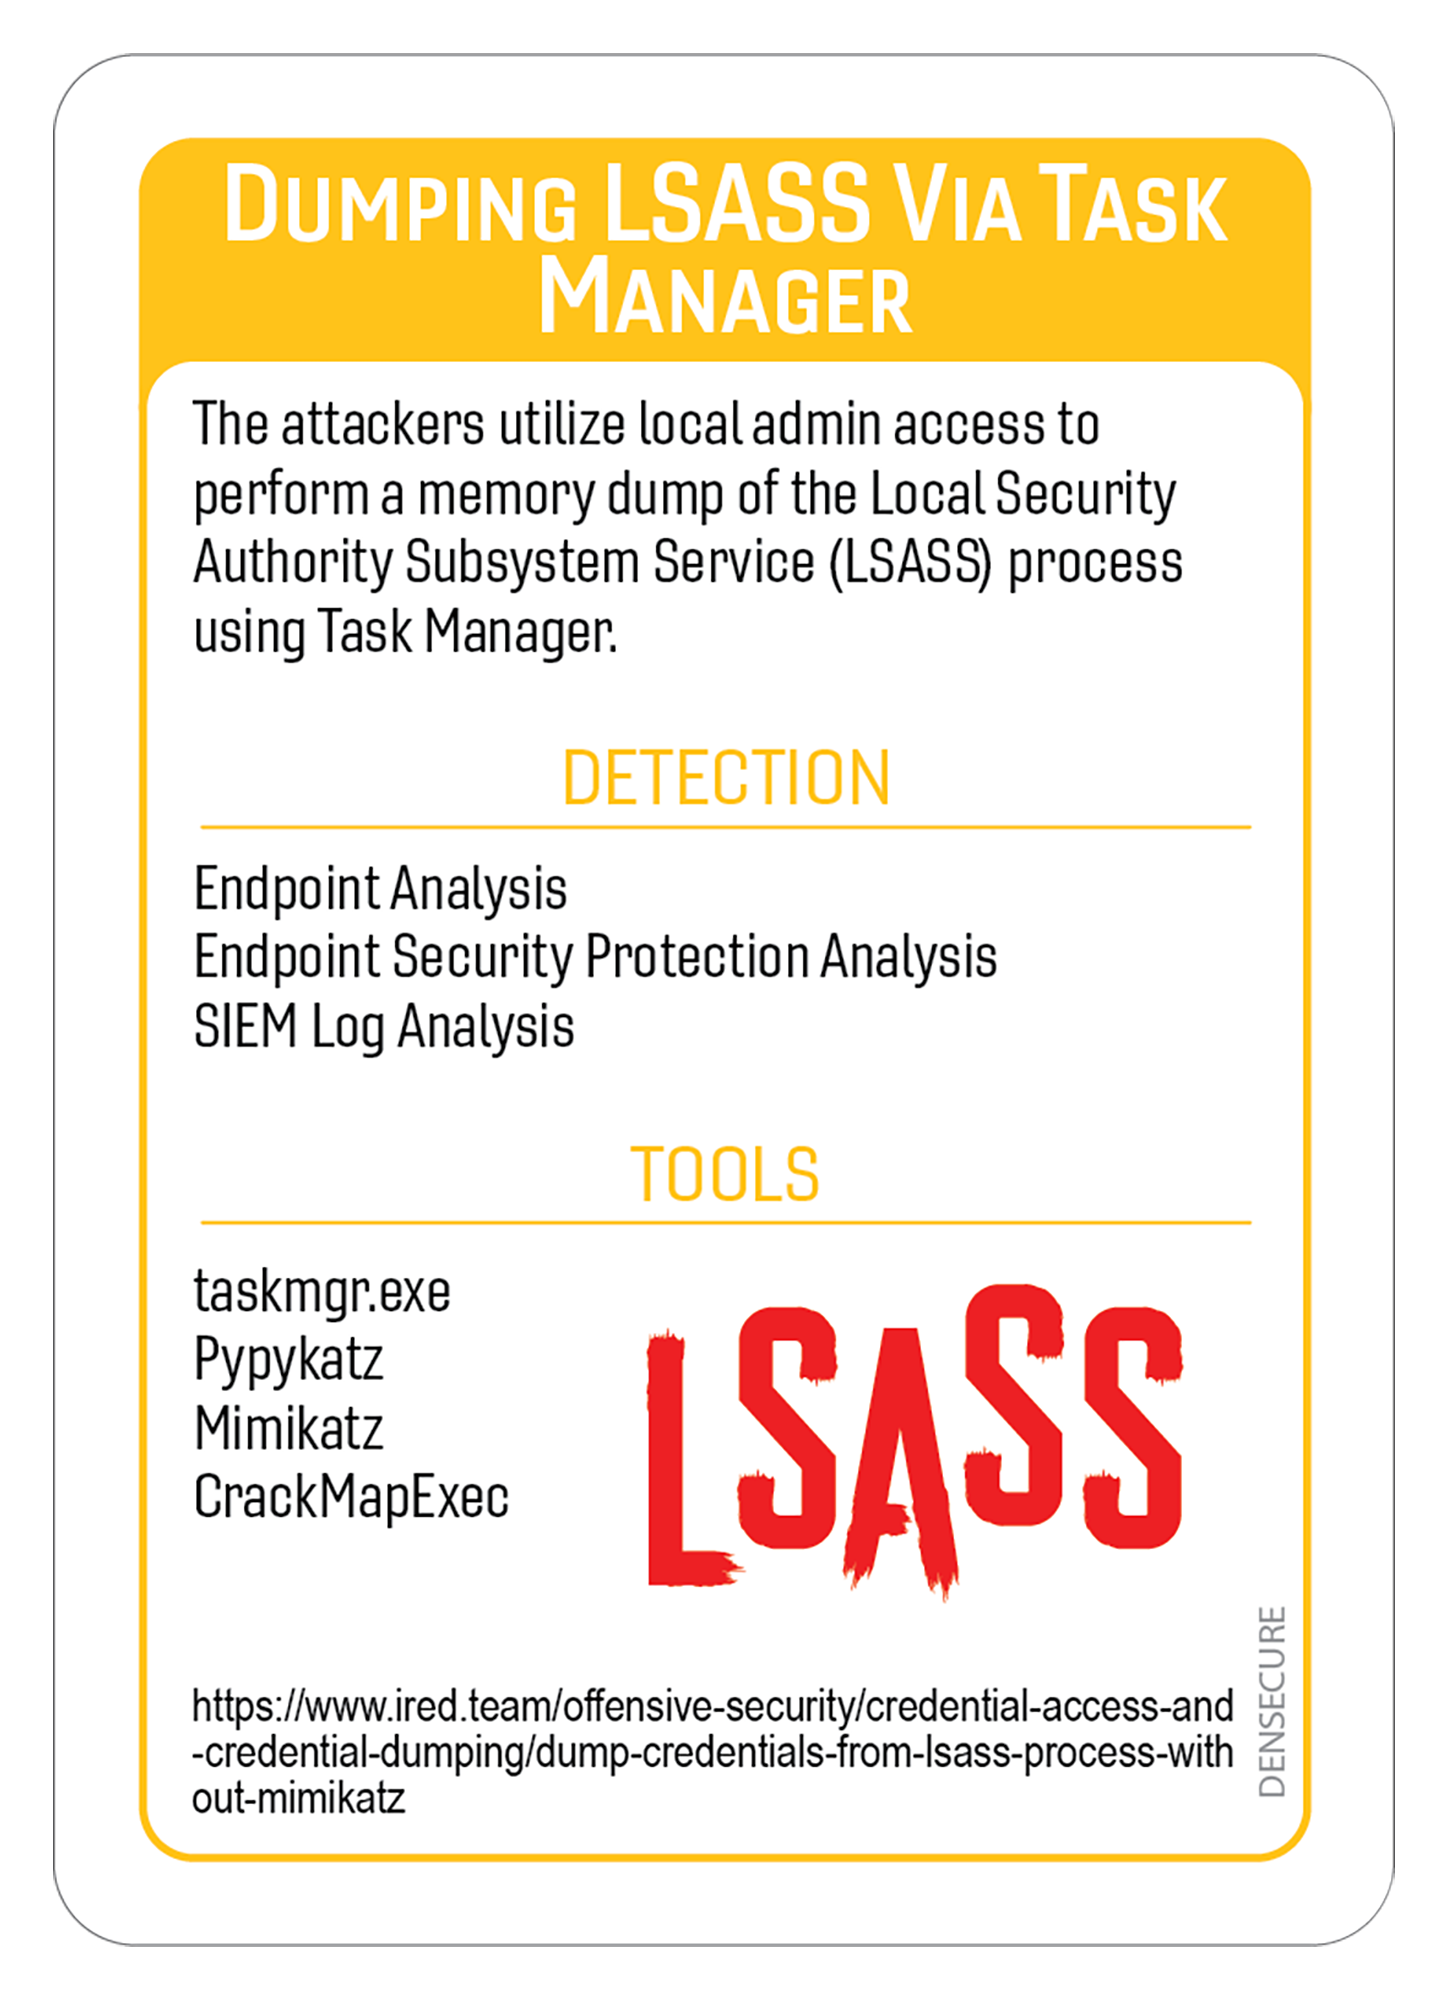 Dumping LSASS Via Task
Manager
The attackers utilize local admin access to
perform a memory dump of the Local Security
Authority Subsystem Service (LSASS) process
using Task Manager.
DETECTION
Endpoint Analysis
Endpoint Security Protection Analysis
SIEM Log Analysis
TOOLS
taskmgr.exe
Pypykatz
Mimikatz
CrackMapExec
LSASS
https://www.ired.team/offensive-security/credential-access-and
-credential-dumping/dump-credentials-from-lsass-process-with
out-mimikatz
DENSECURE